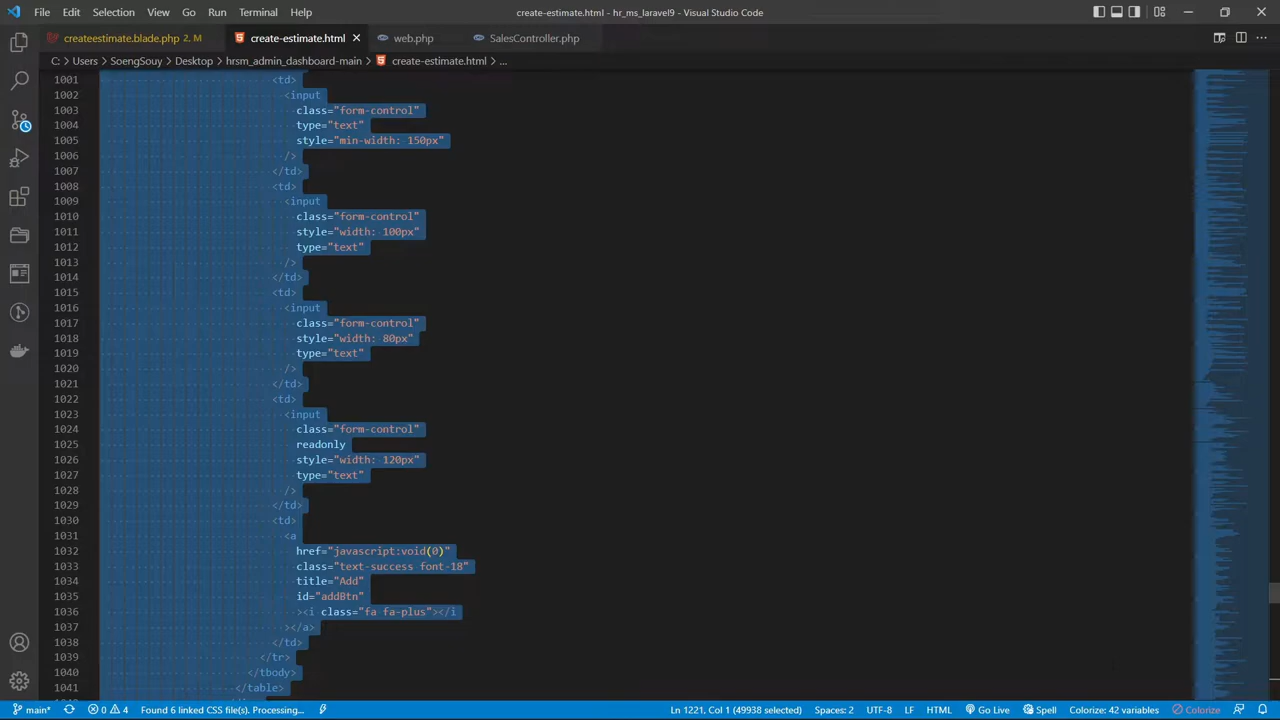 File Edit Selection View Go Run Terminal Help
create-estimate.html - hr_ms_laravel9 - Visual Studio Code
createestimate.blade.php 2, M create-estimate.html web.php SalesController.php
C: > Users > SoengSouy > Desktop > hrsm_admin_dashboard-main > create-estimate.html > ...
1001 <td>
1002 <input
1003 class="form-control"
1004 type="text"
1005 style="min-width: 150px"
1006 />
1007 </td>
1008 <td>
1009 <input
1010 class="form-control"
1011 style="width: 100px"
1012 type="text"
1013 />
1014 </td>
1015 <td>
1016 <input
1017 class="form-control"
1018 style="width: 80px"
1019 type="text"
1020 />
1021 </td>
1022 <td>
1023 <input
1024 class="form-control"
1025 readonly
1026 style="width: 120px"
1027 type="text"
1028 />
1029 </td>
1030 <td>
1031 <a
1032 href="javascript:void(0)"
1033 class="text-success font-18"
1034 title="Add"
1035 id="addBtn"
1036 ><i class="fa fa-plus"></i
1037 ></a>
1038 </td>
1039 </tr>
1040 </tbody>
1041 </table>
main* 0 4 Found 6 linked CSS file(s). Processing... Ln 1221, Col 1 (49938 selected) Spaces: 2 UTF-8 LF HTML Go Live Spell Colorize: 42 variables Colorize